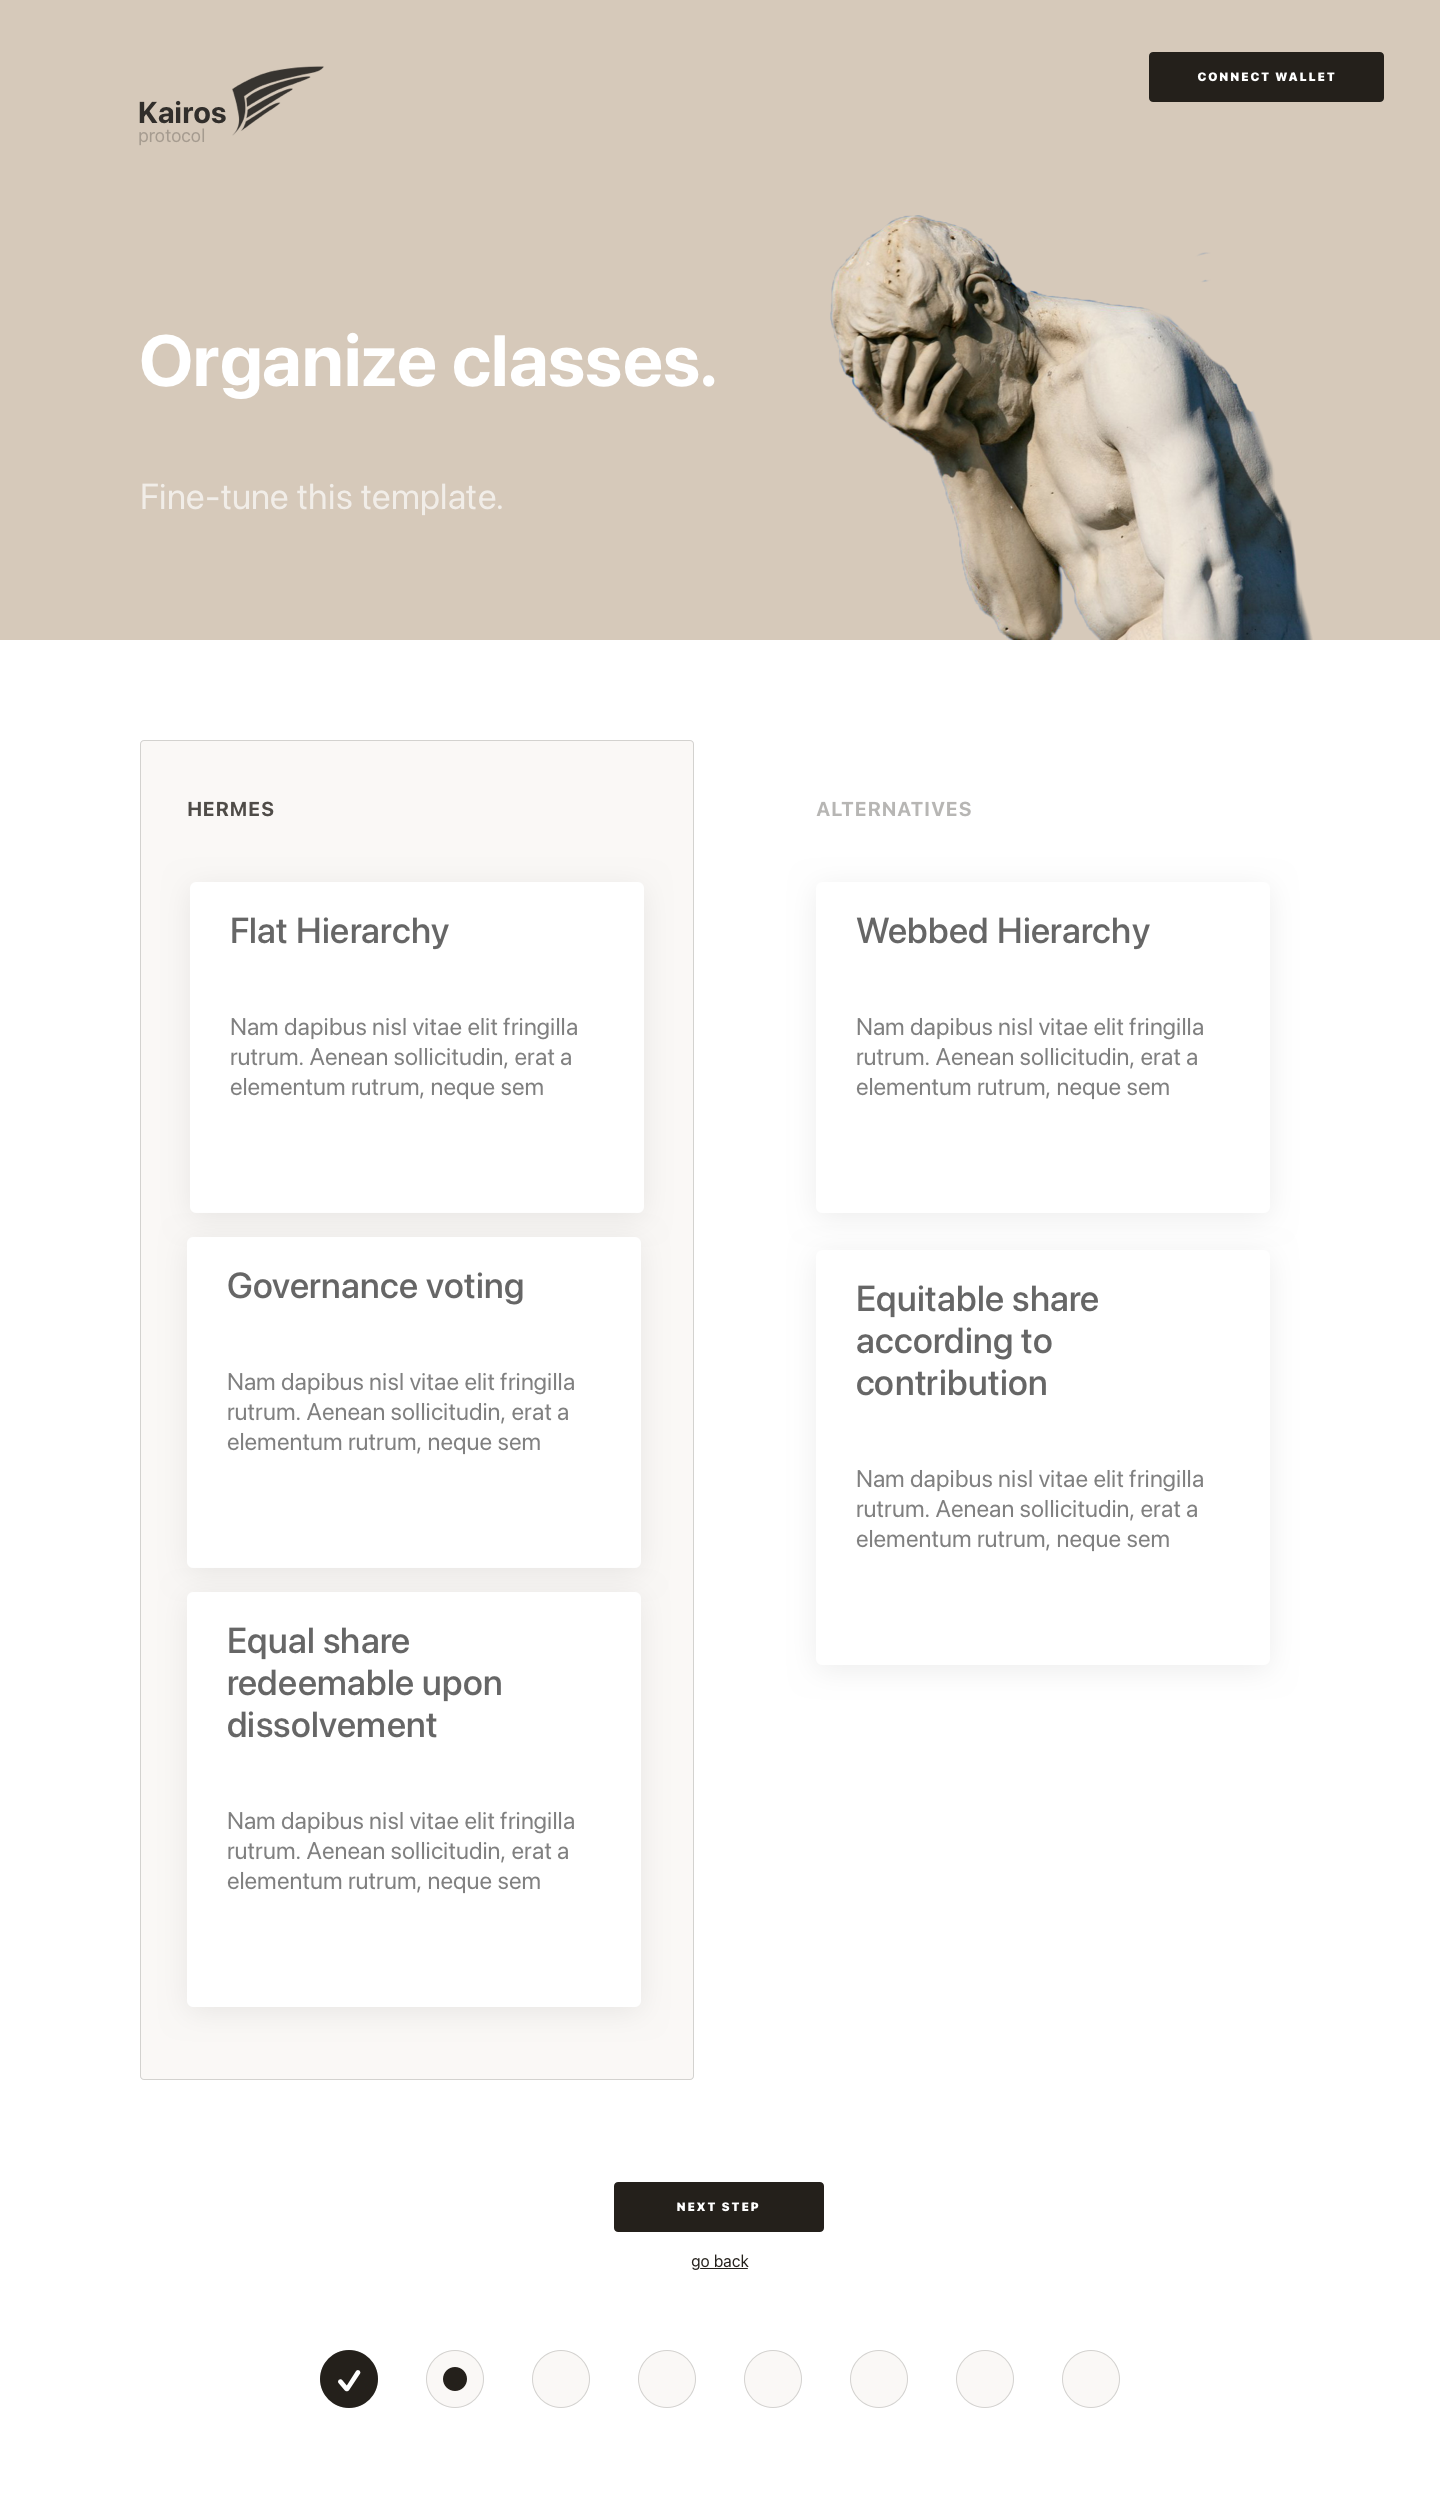 Kairos
protocol
CONNECT WALLET
Organize classes.
Fine-tune this template.
HERMES
Flat Hierarchy
Nam dapibus nisl vitae elit fringilla
rutrum. Aenean sollicitudin, erat a
elementum rutrum, neque sem
Governance voting
Nam dapibus nisl vitae elit fringilla
rutrum. Aenean sollicitudin, erat a
elementum rutrum, neque sem
Equal share
redeemable upon
dissolvement
Nam dapibus nisl vitae elit fringilla
rutrum. Aenean sollicitudin, erat a
elementum rutrum, neque sem
ALTERNATIVES
Webbed Hierarchy
Nam dapibus nisl vitae elit fringilla
rutrum. Aenean sollicitudin, erat a
elementum rutrum, neque sem
Equitable share
according to
contribution
Nam dapibus nisl vitae elit fringilla
rutrum. Aenean sollicitudin, erat a
elementum rutrum, neque sem
NEXT STEP
go back